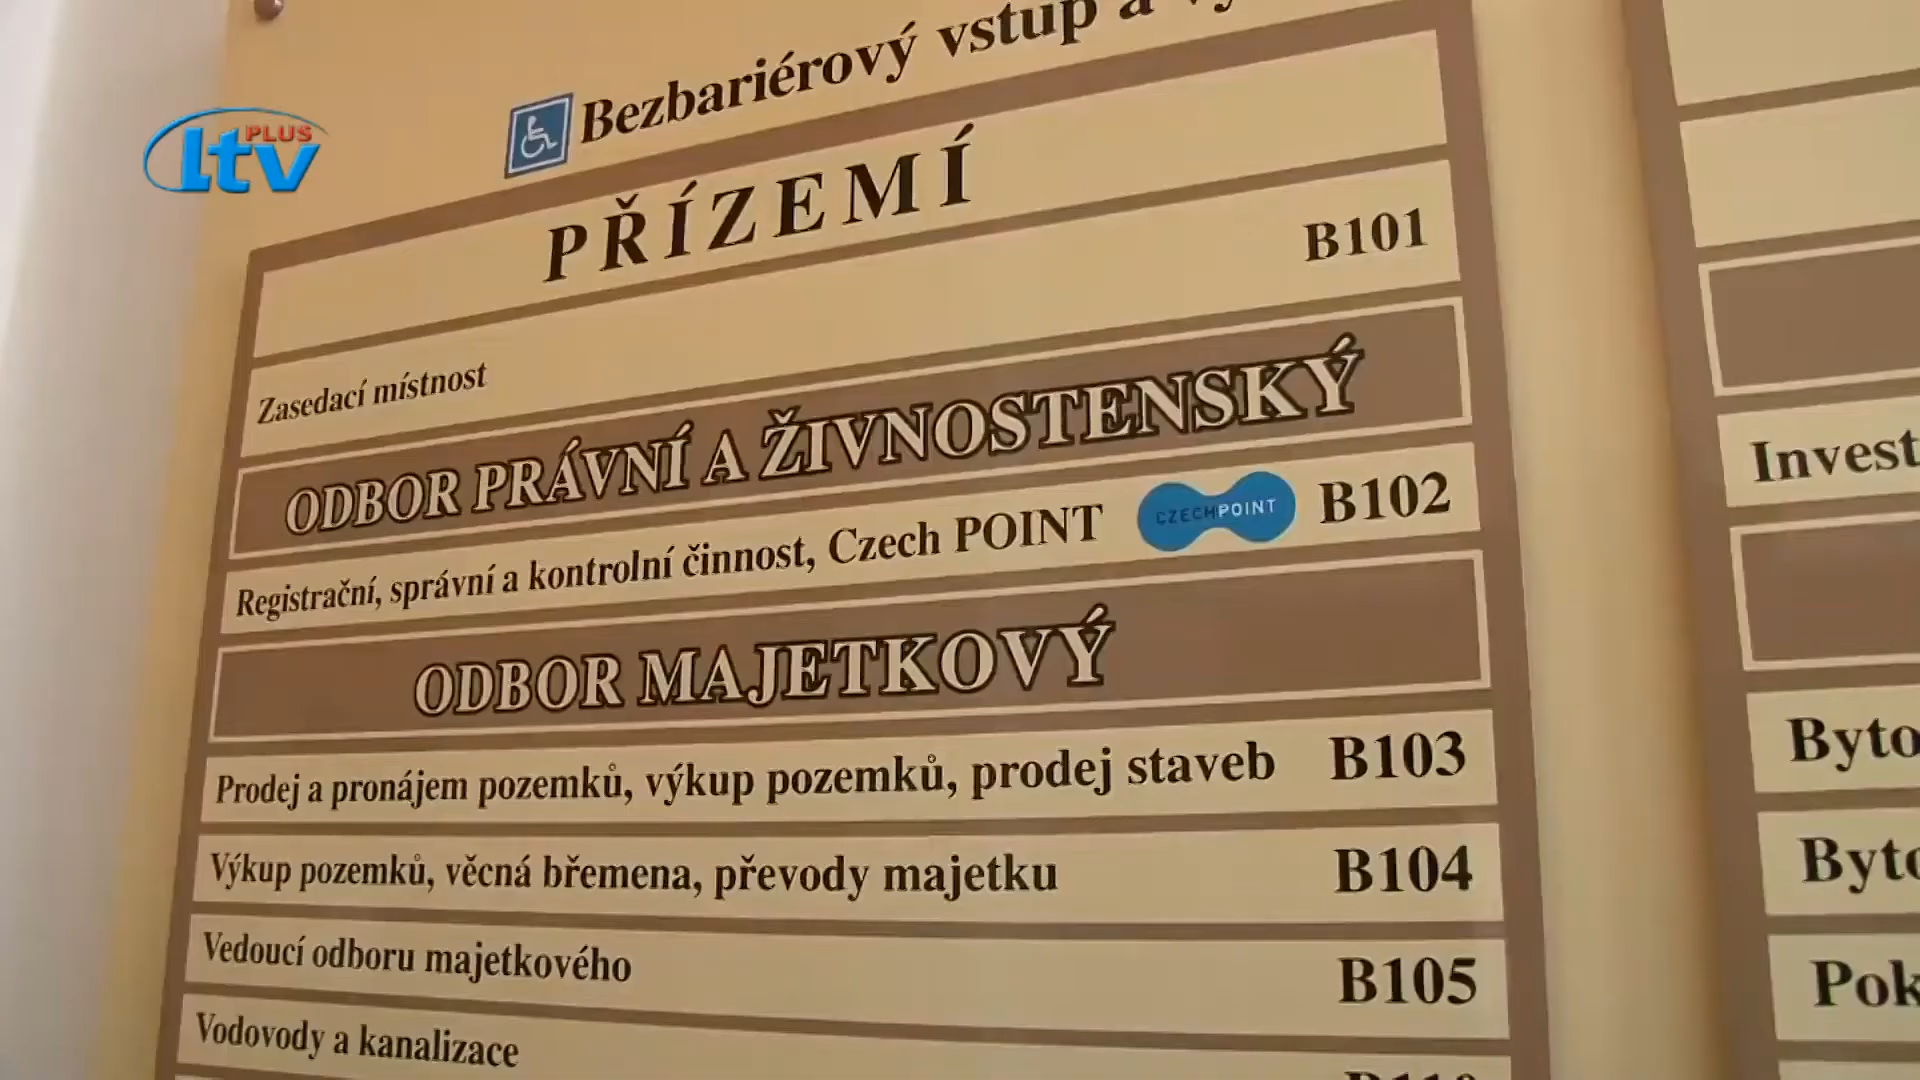 ltv PLUS
Bezbariérový vstup a
PŘÍZEMÍ
Zasedací místnost B101
ODBOR PRÁVNÍ A ŽIVNOSTENSKÝ
Registrační, správní a kontrolní činnost, Czech POINT CZECHPOINT B102
ODBOR MAJETKOVÝ
Prodej a pronájem pozemků, výkup pozemků, prodej staveb B103
Výkup pozemků, věcná břemena, převody majetku B104
Vedoucí odboru majetkového B105
Vodovody a kanalizace
Invest
Byto
Byto
Pok